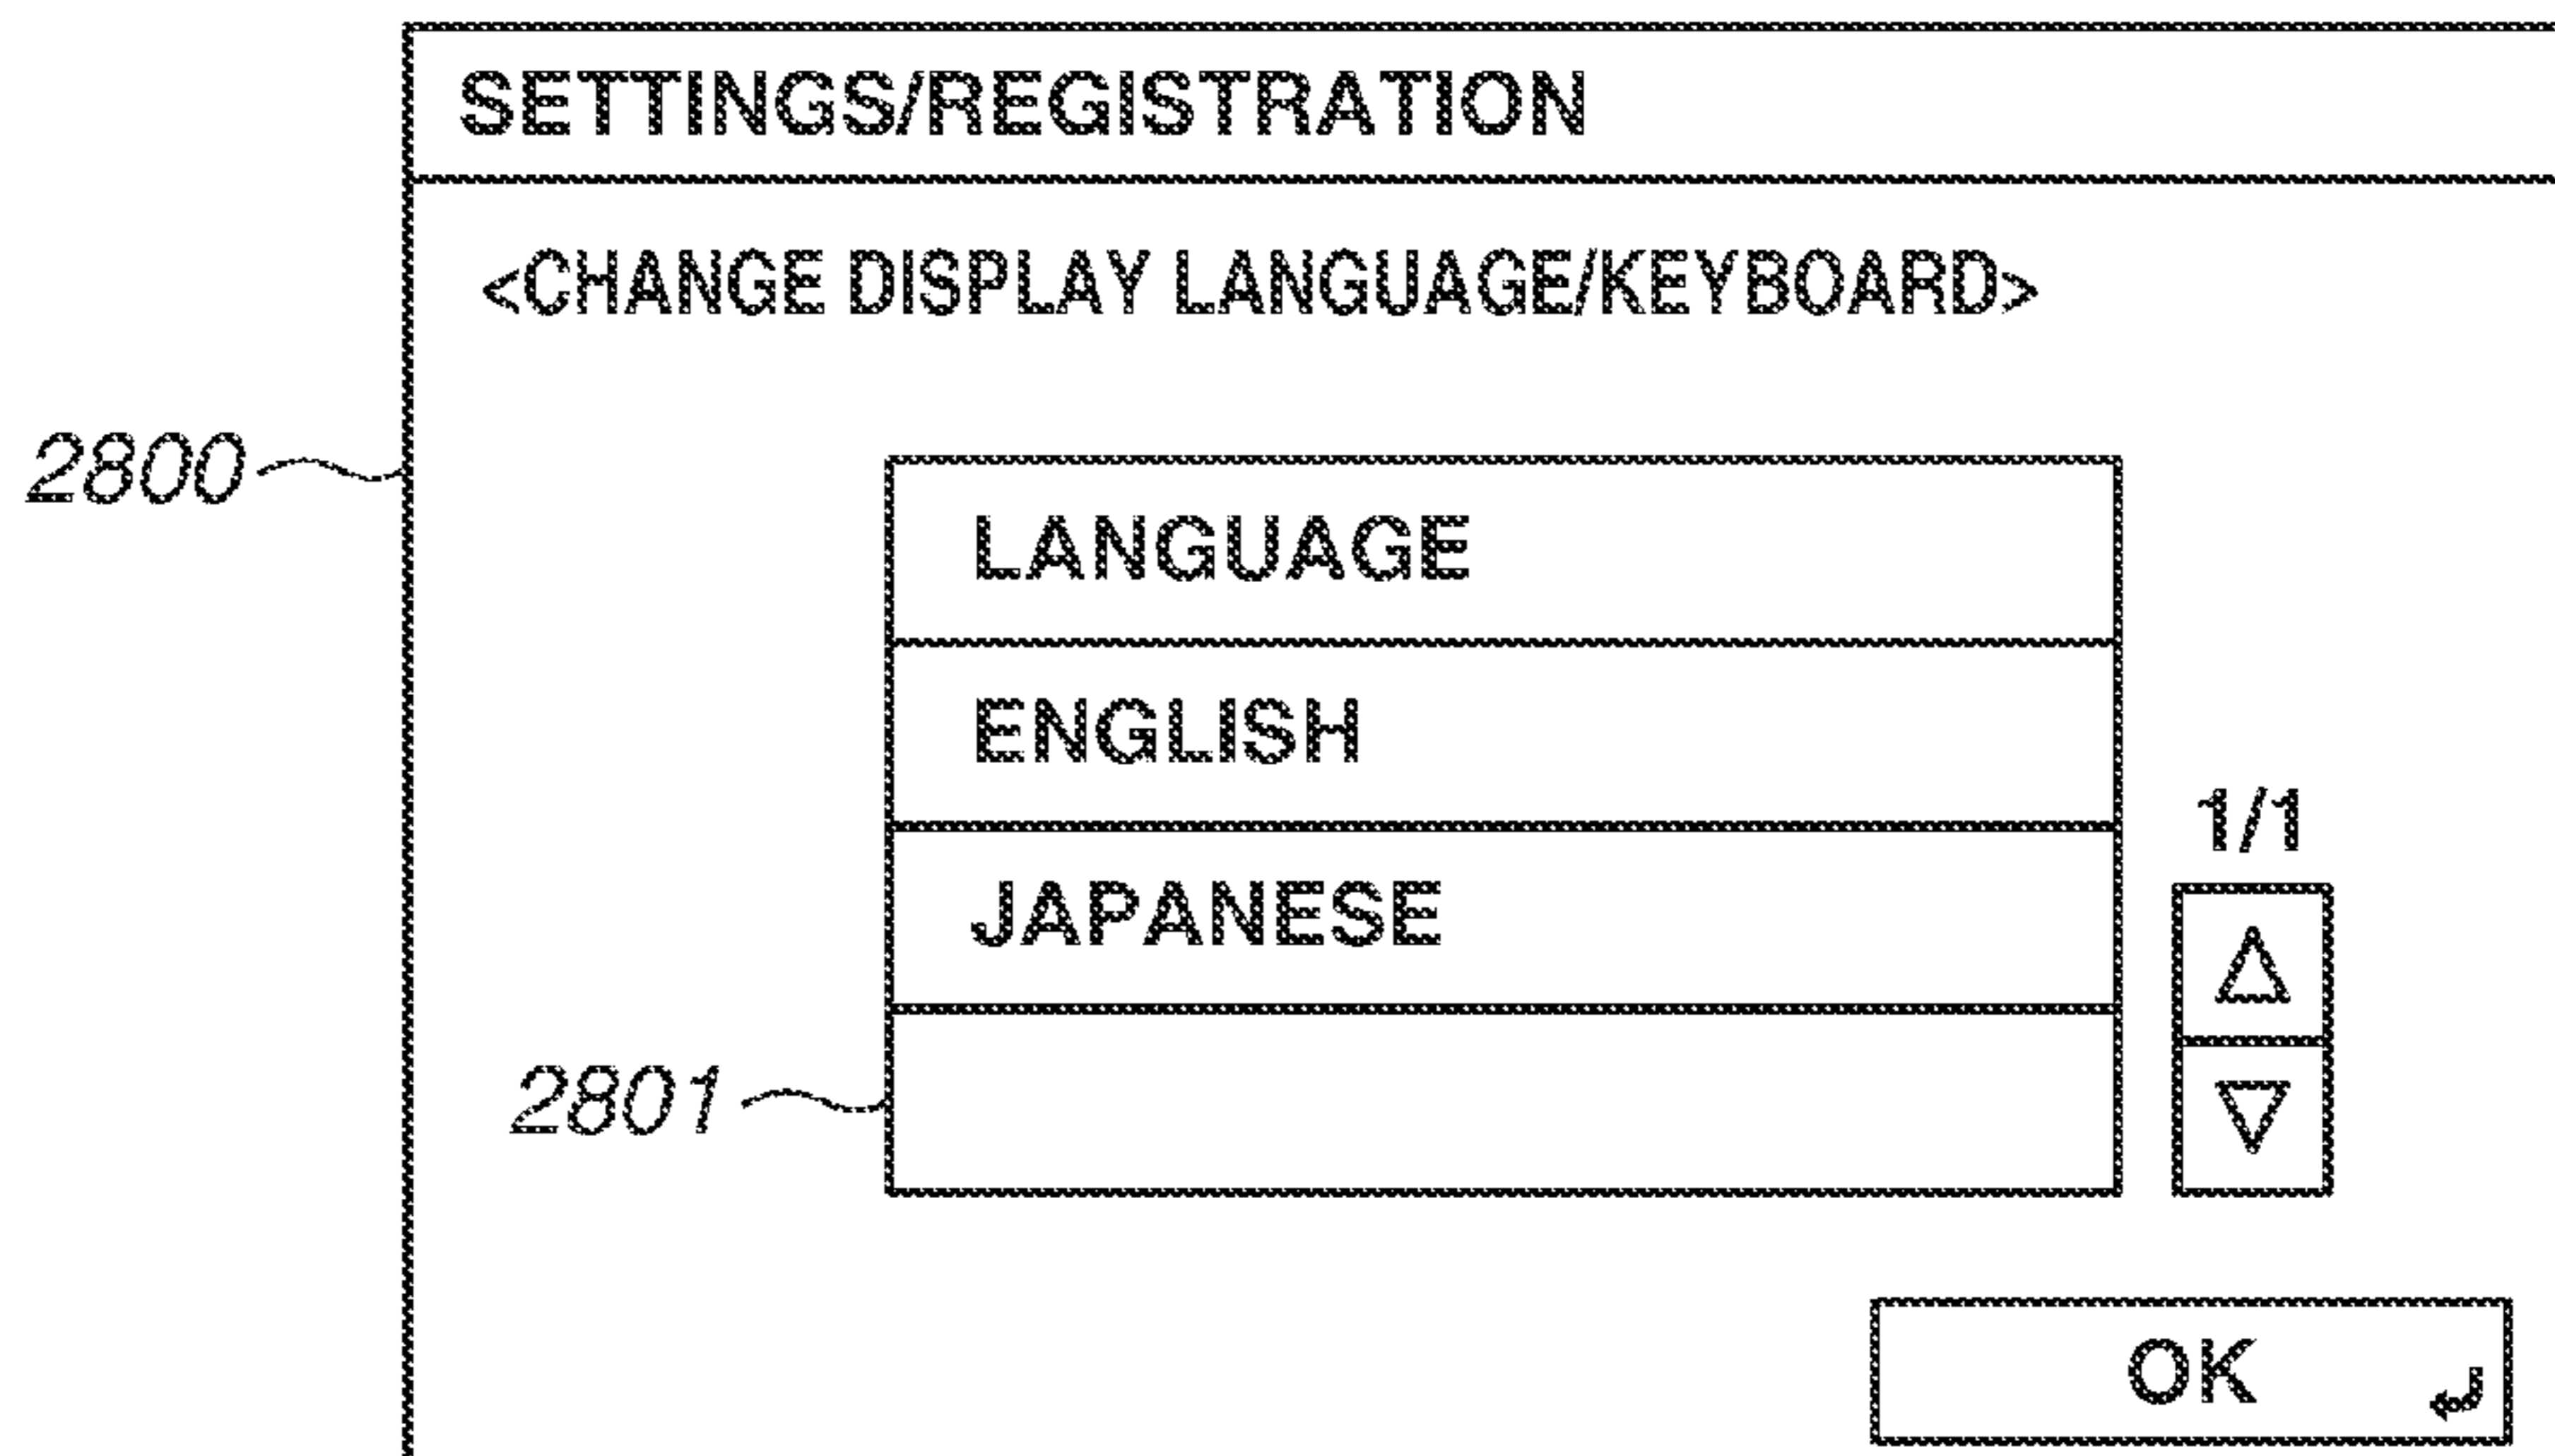 SETTINGS/REGISTRATION
<CHANGE DISPLAY LANGUAGE/KEYBOARD>
2800
LANGUAGE
ENGLISH
1/1
JAPANESE
2801
OK